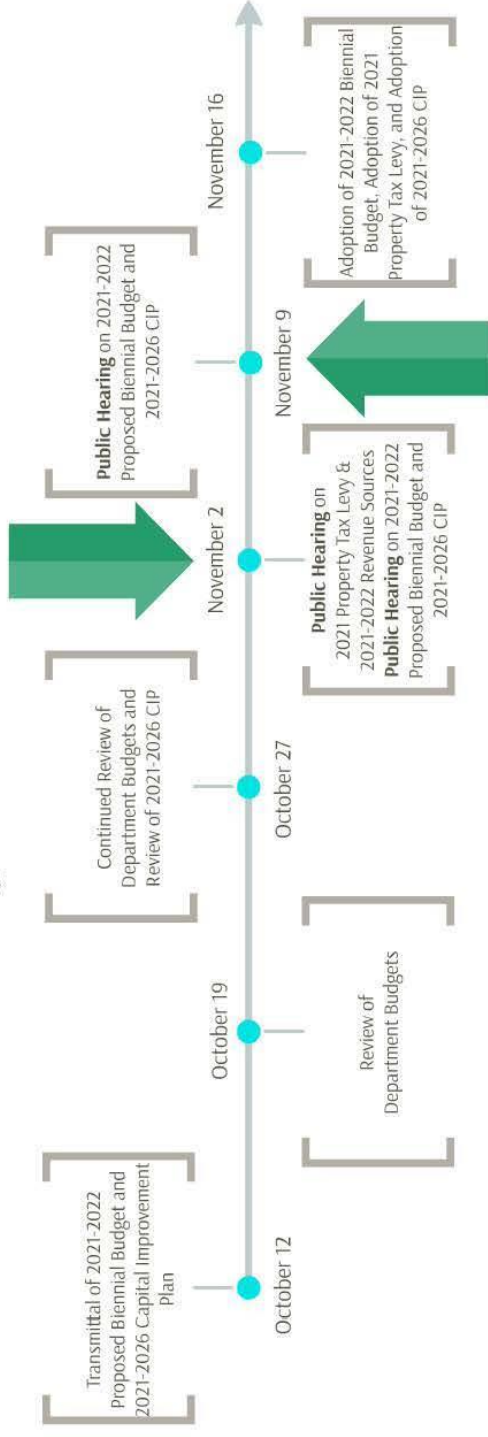 October 12
Transmittal of 2021-2022
Proposed Biennial Budget and
2021-2026 Capital Improvement
Plan
October 19
Review of
Department Budgets
October 27
Continued Review of
Department Budgets and
Review of 2021-2026 CIP
November 2
Public Hearing on
2021 Property Tax Levy &
2021-2022 Revenue Sources
Public Hearing on 2021-2022
Proposed Biennial Budget and
2021-2026 CIP
November 9
Public Hearing on 2021-2022
Proposed Biennial Budget and
2021-2026 CIP
November 16
Adoption of 2021-2022 Biennial
Budget, Adoption of 2021
Property Tax Levy, and Adoption
of 2021-2026 CIP